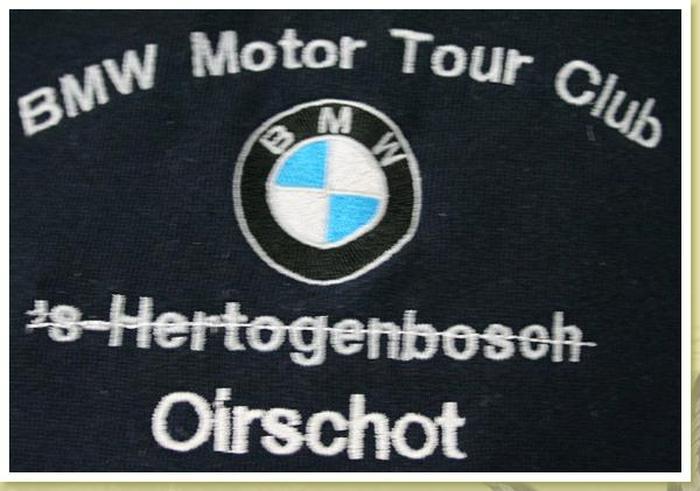 BMW Motor Tour Club
BMW
's-Hertogenbosch
Oirschot